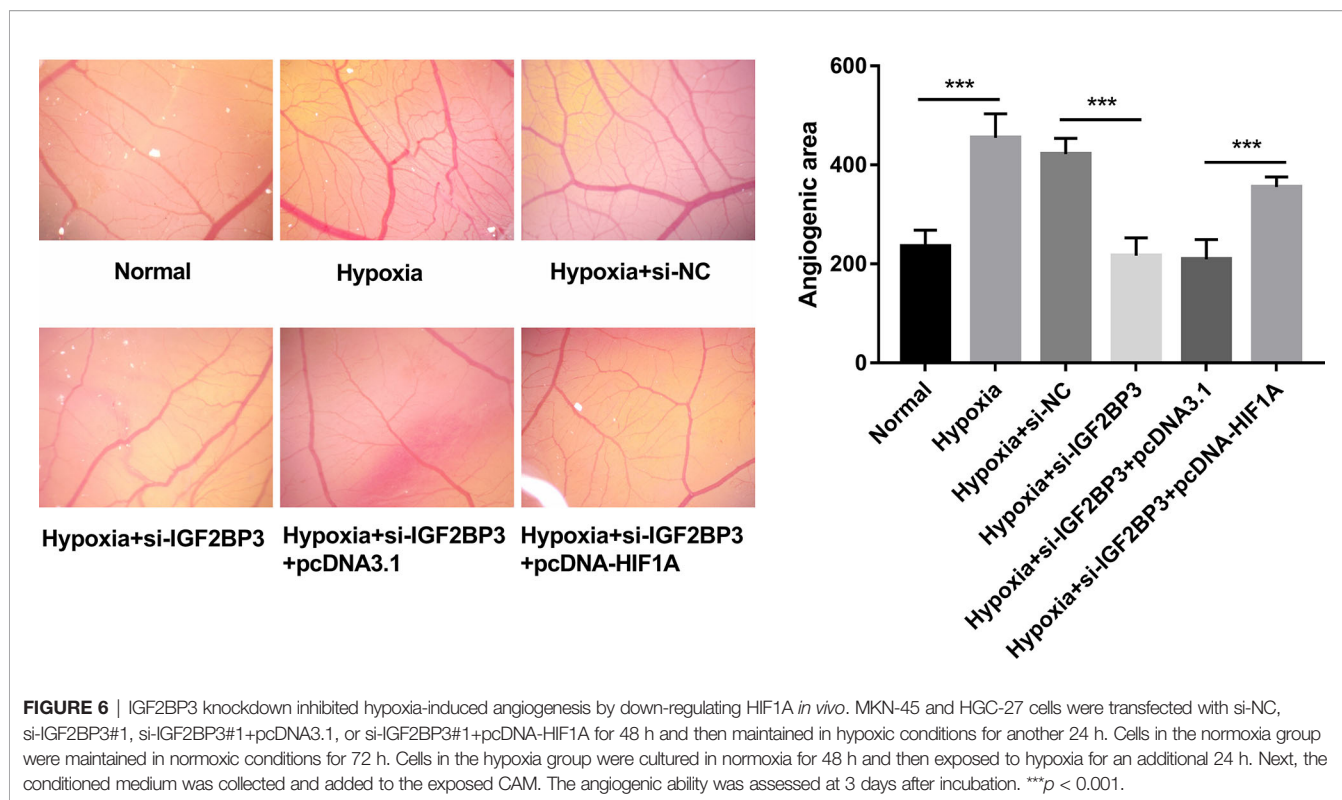 Normal
Hypoxia
Hypoxia+si-NC
Hypoxia+si-IGF2BP3
Hypoxia+si-IGF2BP3
+pcDNA3.1
Hypoxia+si-IGF2BP3
+pcDNA-HIF1A
Angiogenic area
600
400
200
0
***
***
***
Normal
Hypoxia
Hypoxia+si-NC
Hypoxia+si-IGF2BP3
Hypoxia+si-IGF2BP3+pcDNA3.1
Hypoxia+si-IGF2BP3+pcDNA-HIF1A
FIGURE 6 | IGF2BP3 knockdown inhibited hypoxia-induced angiogenesis by down-regulating HIF1A in vivo. MKN-45 and HGC-27 cells were transfected with si-NC,
si-IGF2BP3#1, si-IGF2BP3#1+pcDNA3.1, or si-IGF2BP3#1+pcDNA-HIF1A for 48 h and then maintained in hypoxic conditions for another 24 h. Cells in the normoxia group
were maintained in normoxic conditions for 72 h. Cells in the hypoxia group were cultured in normoxia for 48 h and then exposed to hypoxia for an additional 24 h. Next, the
conditioned medium was collected and added to the exposed CAM. The angiogenic ability was assessed at 3 days after incubation. ***p < 0.001.